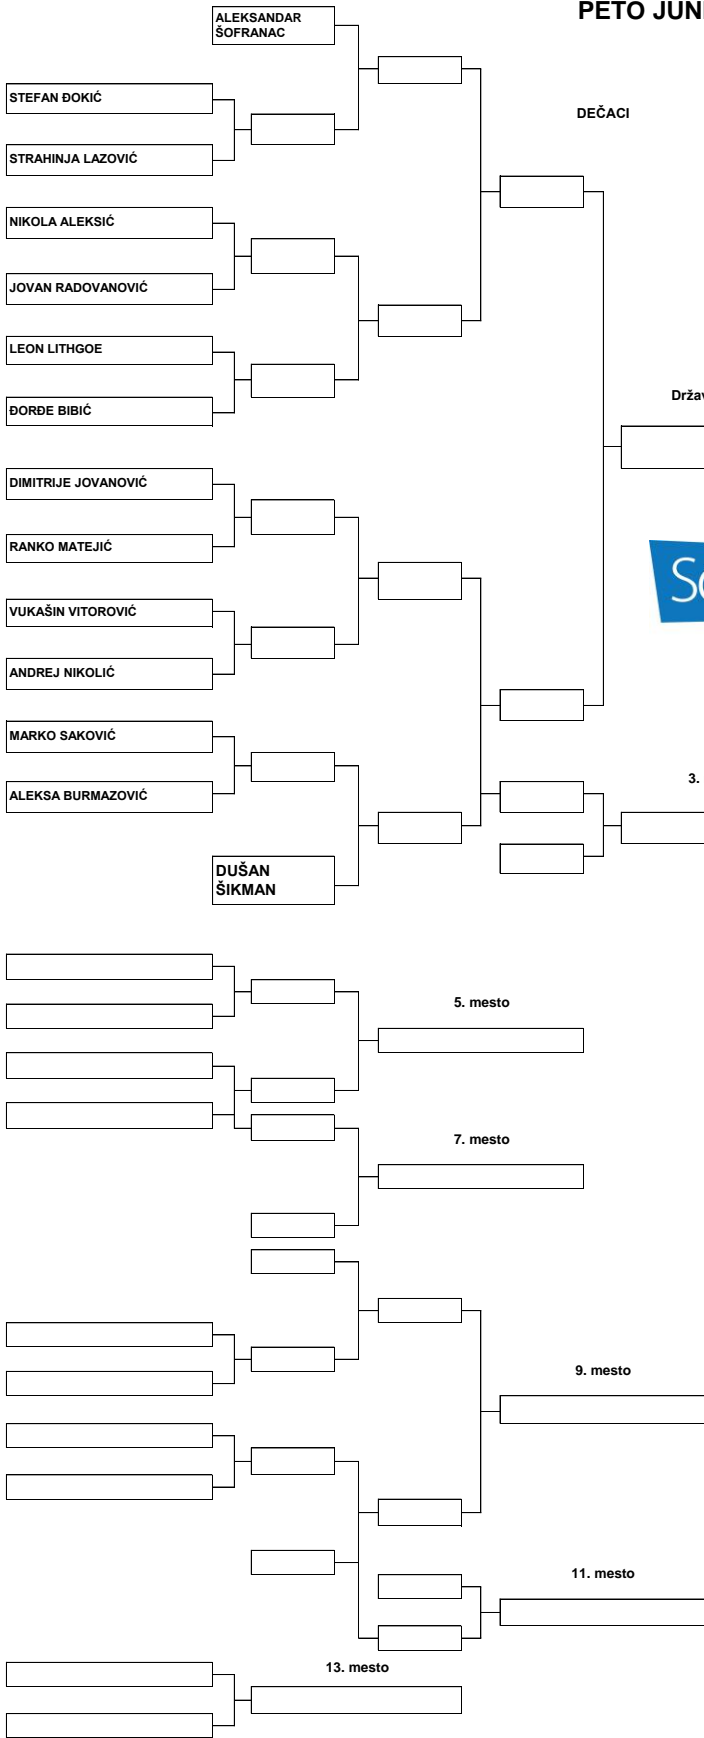 PETO JUN
ALEKSANDAR
ŠOFRANAC
STEFAN ĐOKIĆ
DEČACI
STRAHINJA LAZOVIĆ
NIKOLA ALEKSIĆ
JOVAN RADOVANOVIĆ
LEON LITHGOE
Držav
ĐORĐE BIBIĆ
DIMITRIJE JOVANOVIĆ
RANKO MATEJIĆ
VUKAŠIN VITOROVIĆ
ANDREJ NIKOLIĆ
MARKO SAKOVIĆ
3.
ALEKSA BURMAZOVIĆ
DUŠAN
ŠIKMAN
5. mesto
7. mesto
9. mesto
11. mesto
13. mesto